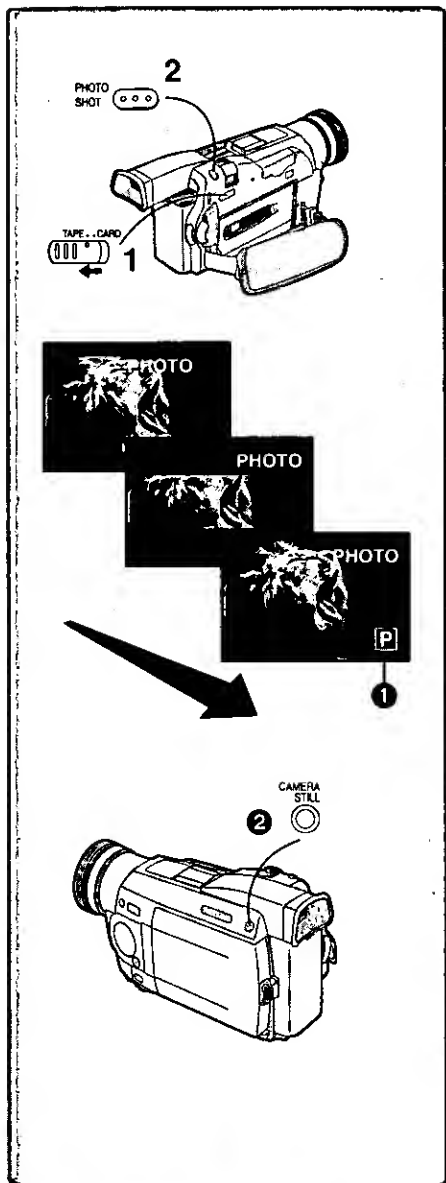 2
PHOTO
SHOT
TAPE . . CARD
1
PHOTO
PHOTO
PHOTO
[P]
1
CAMERA
STILL
2